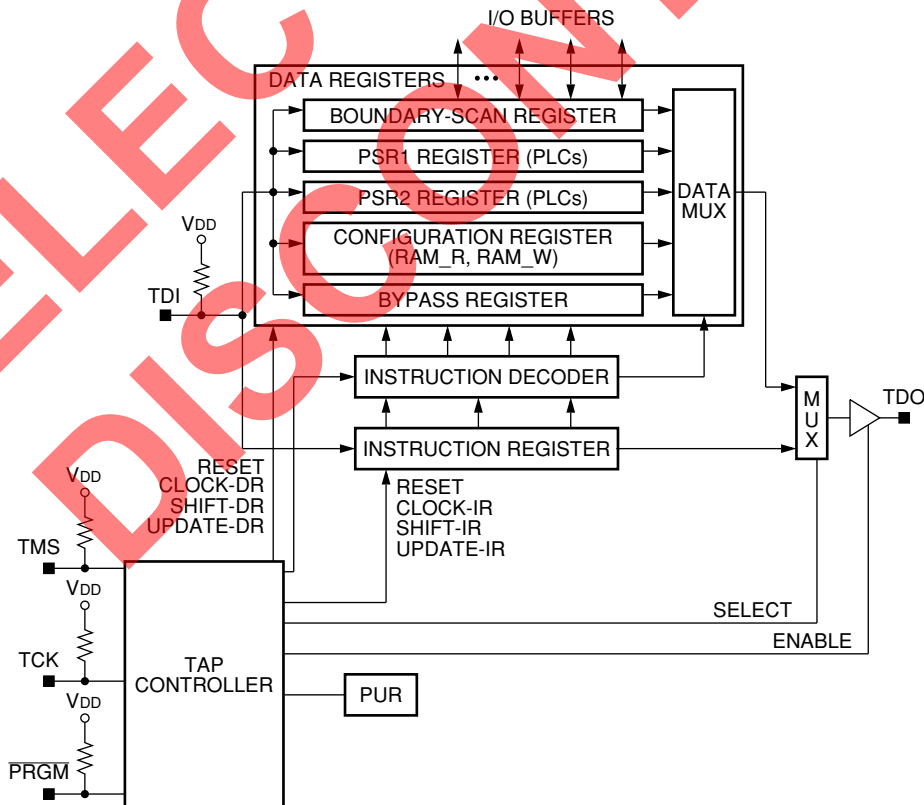 I/O BUFFERS
DATA REGISTERS
BOUNDARY-SCAN REGISTER
PSR1 REGISTER (PLCs)
PSR2 REGISTER (PLCs)
CONFIGURATION REGISTER
(RAM_R, RAM_W)
BYPASS REGISTER
DATA
MUX
VDD
TDI
INSTRUCTION DECODER
INSTRUCTION REGISTER
MUX
TDO
RESET
CLOCK-DR
SHIFT-DR
UPDATE-DR
RESET
CLOCK-IR
SHIFT-IR
UPDATE-IR
VDD
TMS
VDD
TCK
VDD
PRGM
TAP
CONTROLLER
PUR
SELECT
ENABLE
ELEC
DISCON